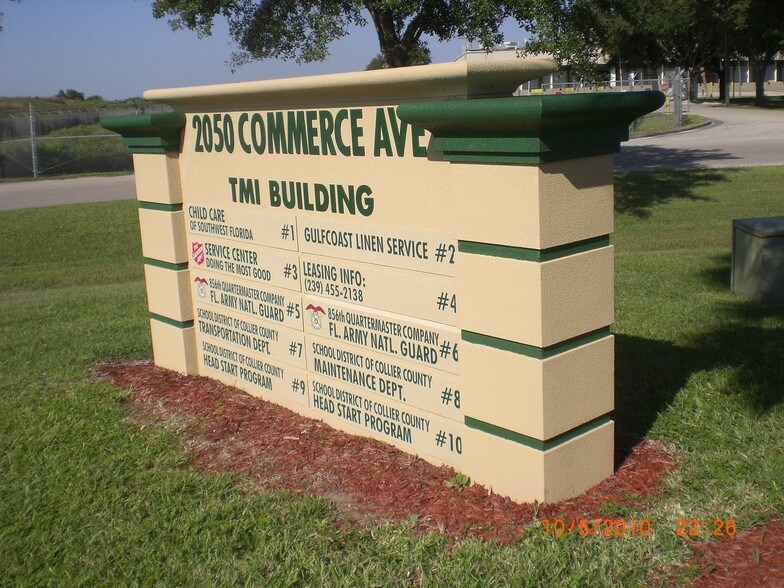 2050 COMMERCE AVE
TMI BUILDING
CHILD CARE
OF SOUTHWEST FLORIDA #1
GULFCOAST LINEN SERVICE #2
SERVICE CENTER
DOING THE MOST GOOD #3
LEASING INFO:
(239) 455-2138 #4
856th QUARTERMASTER COMPANY
FL. ARMY NATL. GUARD #5
856th QUARTERMASTER COMPANY
FL. ARMY NATL. GUARD #6
SCHOOL DISTRICT OF COLLIER COUNTY
TRANSPORTATION DEPT. #7
SCHOOL DISTRICT OF COLLIER COUNTY
MAINTENANCE DEPT. #8
SCHOOL DISTRICT OF COLLIER COUNTY
HEAD START PROGRAM #9
SCHOOL DISTRICT OF COLLIER COUNTY
HEAD START PROGRAM #10
10/5/2010 22:26